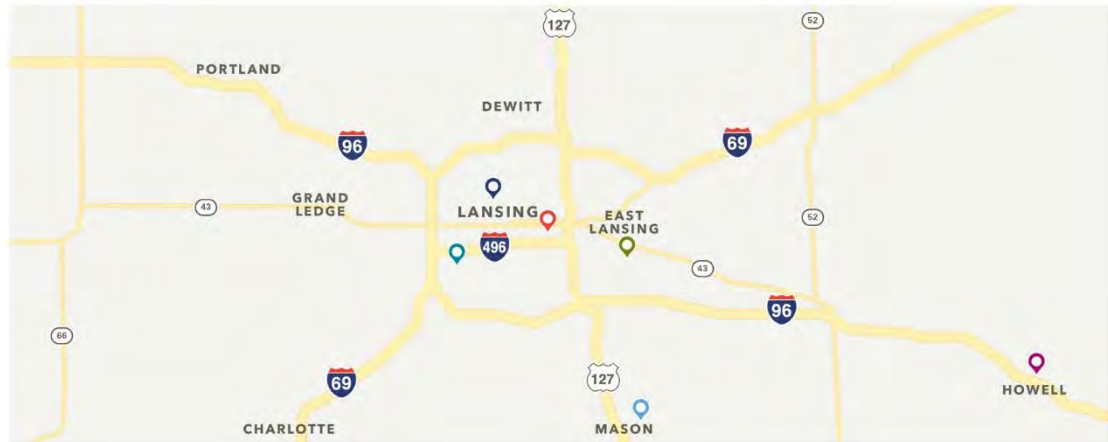 52
127
PORTLAND
DEWITT
96
69
GRAND
LEDGE
43
LANSING
EAST
LANSING
52
496
43
96
66
69
127
HOWELL
CHARLOTTE
MASON